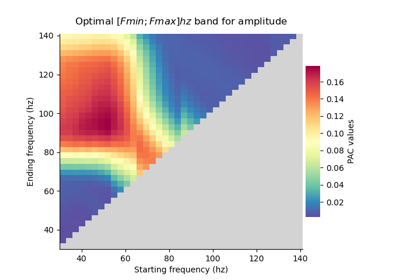 Optimal [Fmin; Fmax]hz band for amplitude
140
120
100
80
60
40
Ending frequency (hz)
40 60 80 100 120 140
Starting frequency (hz)
0.16
0.14
0.12
0.10
0.08
0.06
0.04
0.02
PAC values